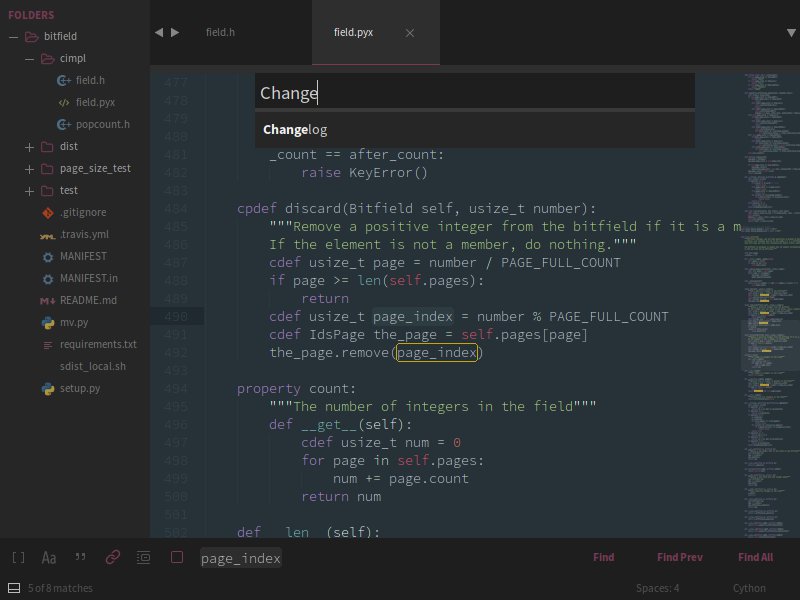 FOLDERS
bitfield
cimpl
field.h
field.pyx
popcount.h
dist
page_size_test
test
.gitignore
.travis.yml
MANIFEST
MANIFEST.in
README.md
mv.py
requirements.txt
sdist_local.sh
setup.py
field.h
field.pyx
Change
Changelog
477
478
479
480
481 _count == after_count:
482 raise KeyError()
483
484 cpdef discard(Bitfield self, usize_t number):
485 """Remove a positive integer from the bitfield if it is a m
486 If the element is not a member, do nothing."""
487 cdef usize_t page = number / PAGE_FULL_COUNT
488 if page >= len(self.pages):
489 return
490 cdef usize_t page_index = number % PAGE_FULL_COUNT
491 cdef IdsPage the_page = self.pages[page]
492 the_page.remove(page_index)
493
494 property count:
495 """The number of integers in the field"""
496 def __get__(self):
497 cdef usize_t num = 0
498 for page in self.pages:
499 num += page.count
500 return num
501
502 def __len__(self):
[ ] Aa " page_index Find Find Prev Find All
5 of 8 matches Spaces: 4 Cython